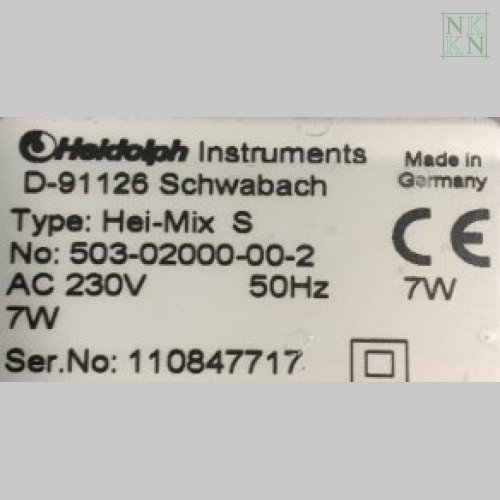 NK
KN
Heidolph Instruments
D-91126 Schwabach
Made in
Germany
Type: Hei-Mix S
No: 503-02000-00-2
CE
AC 230V 50Hz 7W
7W
Ser.No: 110847717